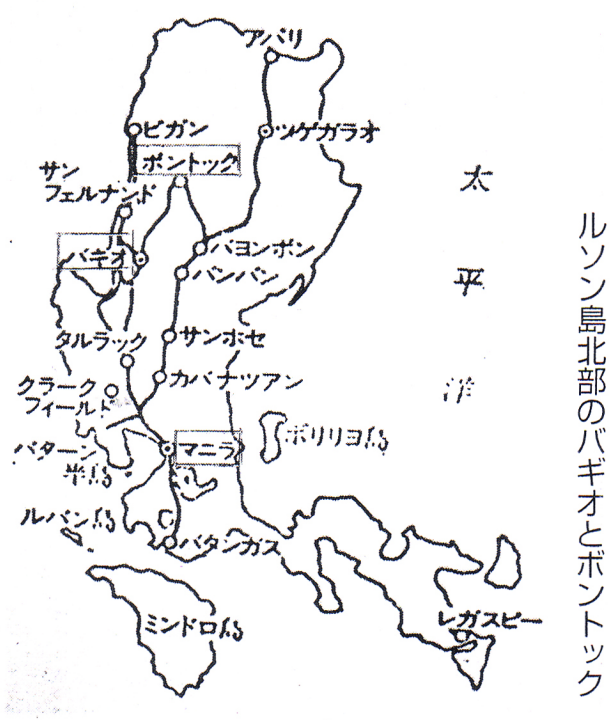 ルソン島北部のバギオとボントック
アパリ
ビガン
ツゲガラオ
ボントック
サン
フェルナンド
太平洋
バヨンボン
バギオ
バンバン
タルラック
サンホセ
クラーク
フィールド
カバナツアン
バターン
半島
マニラ
ポリリヨ島
ルバン島
バタンガス
ミンドロ島
レガスピー